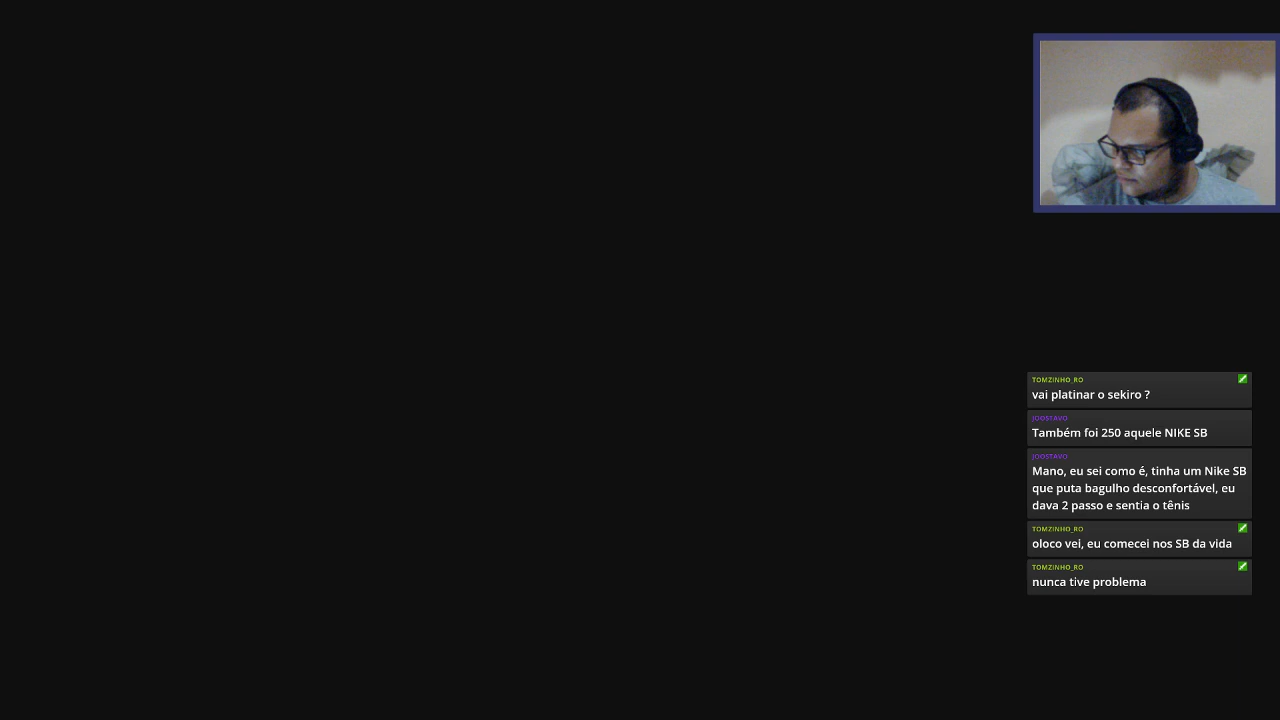 TOMZINHO_RO
vai platinar o sekiro ?
JOOSTAVO
Também foi 250 aquele NIKE SB
JOOSTAVO
Mano, eu sei como é, tinha um Nike SB
que puta bagulho desconfortável, eu
dava 2 passo e sentia o tênis
TOMZINHO_RO
oloco vei, eu comecei nos SB da vida
TOMZINHO_RO
nunca tive problema